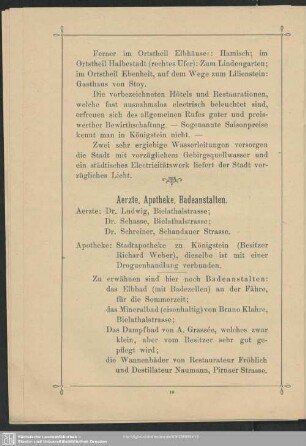 Ferner im Ortstheil Elbhäuser: Hamisch; im
Ortstheil Halbestadt (rechtes Ufer): Zum Lindengarten;
im Ortstheil Ebenheit, auf dem Wege zum Lilienstein:
Gasthaus von Stoy.
Die vorbezeichneten Hôtels und Restaurationen,
welche fast ausnahmslos electrisch beleuchtet sind,
erfreuen sich des allgemeinen Rufes guter und preis-
werther Bewirthschaftung. — Sogenannte Saisonpreise
kennt man in Königstein nicht. —
Zwei sehr ergiebige Wasserleitungen versorgen
die Stadt mit vorzüglichem Gebirgsquellwasser und
ein städtisches Electricitätswerk liefert der Stadt vor-
zügliches Licht.
Aerzte, Apotheke, Badeanstalten.
Aerzte: Dr. Ludwig, Bielathalstrasse;
Dr. Schusse, Bielathalstrasse;
Dr. Schreiner, Schandauer Strasse.
Apotheke: Stadtapotheke zu Königstein (Besitzer
Richard Weber), dieselbe ist mit einer
Droguenhandlung verbunden.
Zu erwähnen sind hier noch Badeanstalten:
das Elbbad (mit Badezellen) an der Fähre,
für die Sommerzeit;
das Mineralbad (eisenhaltig) von Bruno Klahre,
Bielathalstrasse;
Das Dampfbad von A. Grassée, welches zwar
klein, aber vom Besitzer sehr gut ge-
pflegt wird;
die Wannenbäder von Restaurateur Fröhlich
und Destillateur Naumann, Pirnaer Strasse.